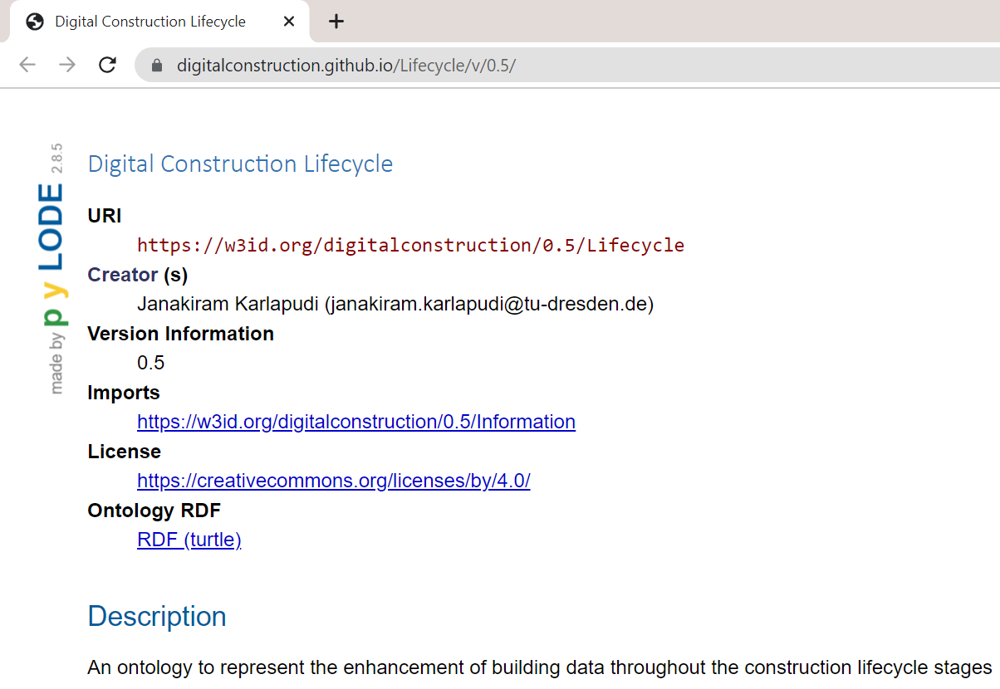 Digital Construction Lifecycle
digitalconstruction.github.io/Lifecycle/v/0.5/
made by py LODE 2.8.5
Digital Construction Lifecycle
URI
https://w3id.org/digitalconstruction/0.5/Lifecycle
Creator (s)
Janakiram Karlapudi (janakiram.karlapudi@tu-dresden.de)
Version Information
0.5
Imports
https://w3id.org/digitalconstruction/0.5/Information
License
https://creativecommons.org/licenses/by/4.0/
Ontology RDF
RDF (turtle)
Description
An ontology to represent the enhancement of building data throughout the construction lifecycle stages